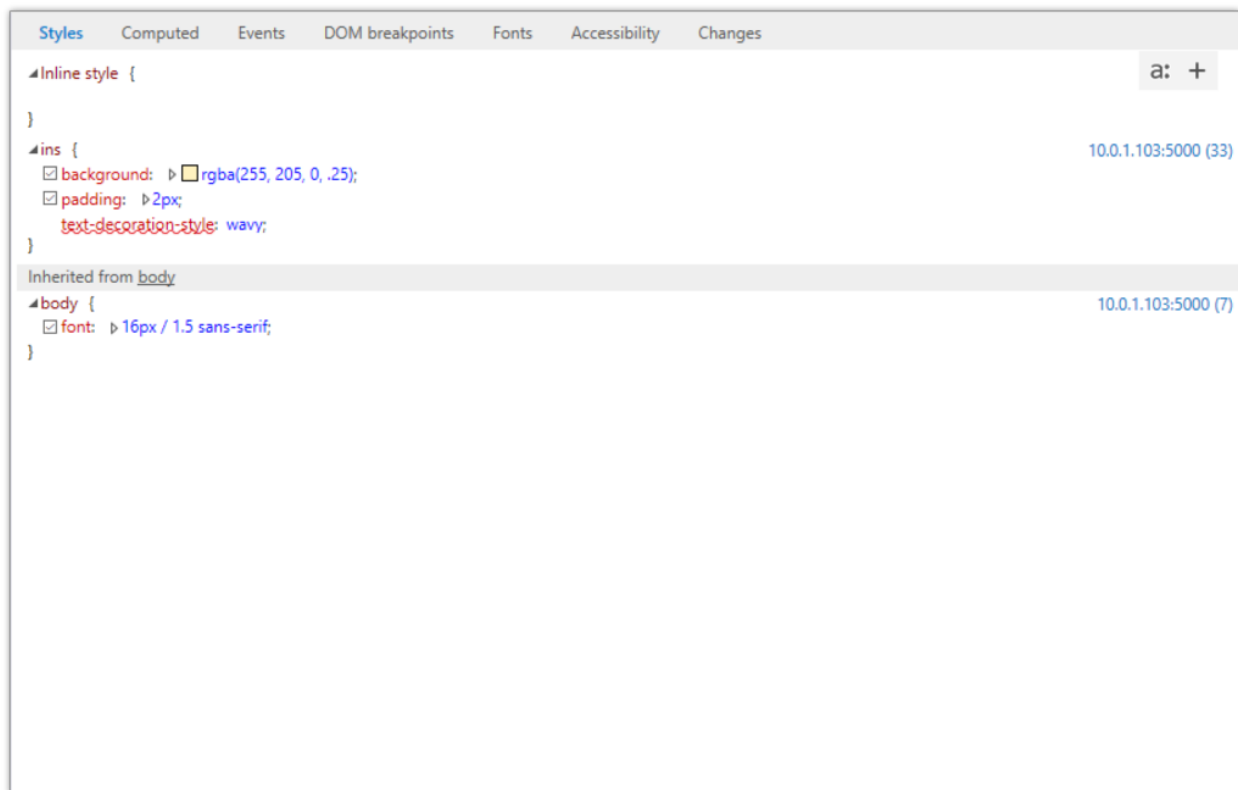 Styles Computed Events DOM breakpoints Fonts Accessibility Changes
Inline style {
a: +
}
ins {
10.0.1.103:5000 (33)
background: rgba(255, 205, 0, .25);
padding: 2px;
text-decoration-style: wavy;
}
Inherited from body
body {
10.0.1.103:5000 (7)
font: 16px / 1.5 sans-serif;
}